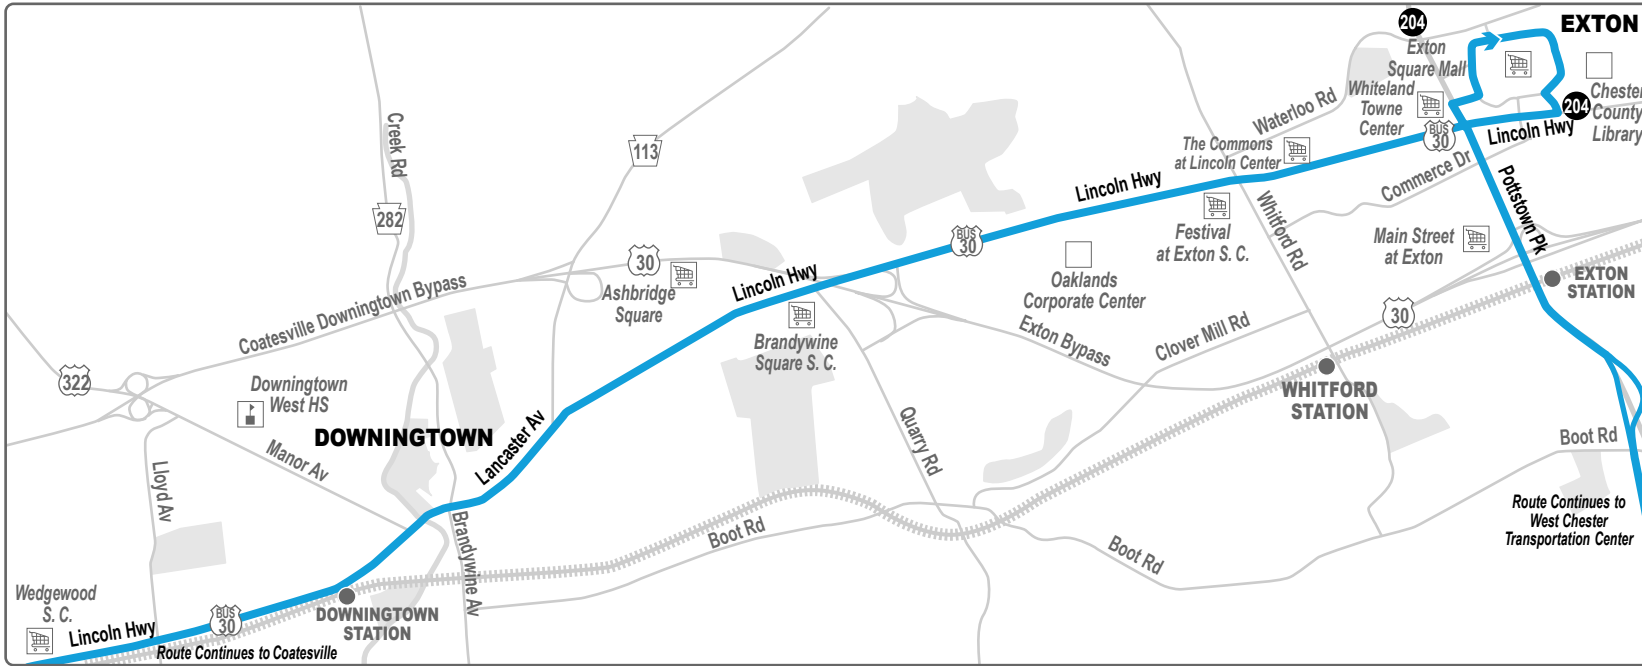 204
EXTON
Exton
Square Mall
Whiteland
Towne
Center
Chester
County
Library
204
Creek Rd
113
Waterloo Rd
BUS
30
Lincoln Hwy
The Commons
at Lincoln Center
Commerce Dr
Lincoln Hwy
Pottstown Pk
282
Whitford Rd
Festival
at Exton S. C.
Main Street
at Exton
BUS
30
30
Ashbridge
Square
Lincoln Hwy
Oaklands
Corporate Center
EXTON
STATION
Coatesville Downingtown Bypass
30
Exton Bypass
Clover Mill Rd
Brandywine
Square S. C.
322
Downingtown
West HS
WHITFORD
STATION
DOWNINGTOWN
Lancaster Av
Quarry Rd
Boot Rd
Manor Av
Lloyd Av
Route Continues to
West Chester
Transportation Center
Brandywine Av
Boot Rd
Boot Rd
Wedgewood
S. C.
BUS
30
DOWNINGTOWN
STATION
Lincoln Hwy
Route Continues to Coatesville